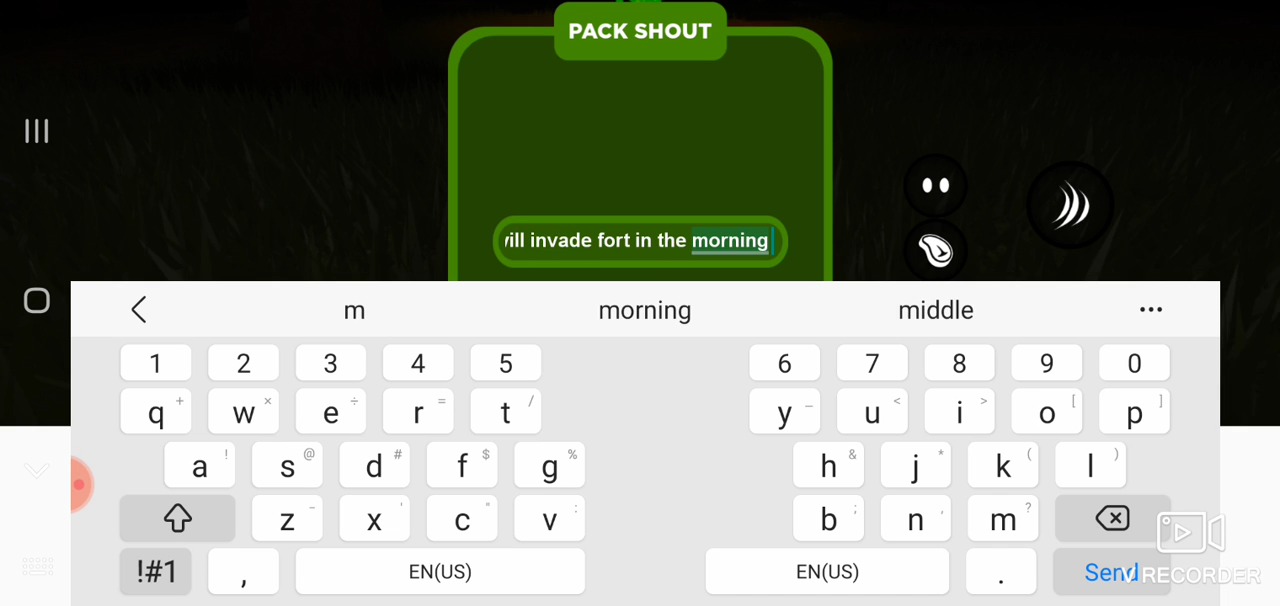 PACK SHOUT
ill invade fort in the morning
m morning middle
1 2 3 4 5 6 7 8 9 0
q + w × e ÷ r = t / y _ u < i > o [ p ]
a ! s @ d # f $ g % h & j * k ( l )
z - x ' c " v : b ; n , m ?
!#1 , EN(US) EN(US) . Send
V RECORDER